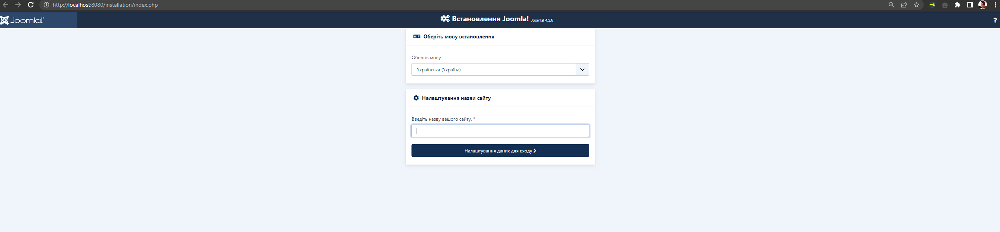 http://localhost:8080/installation/index.php
Joomla!
Встановлення Joomla! Joomla! 4.2.6
?
Оберіть мову встановлення
Оберіть мову
Українська (Україна)
Налаштування назви сайту
Введіть назву вашого сайту. *
Налаштування даних для входу